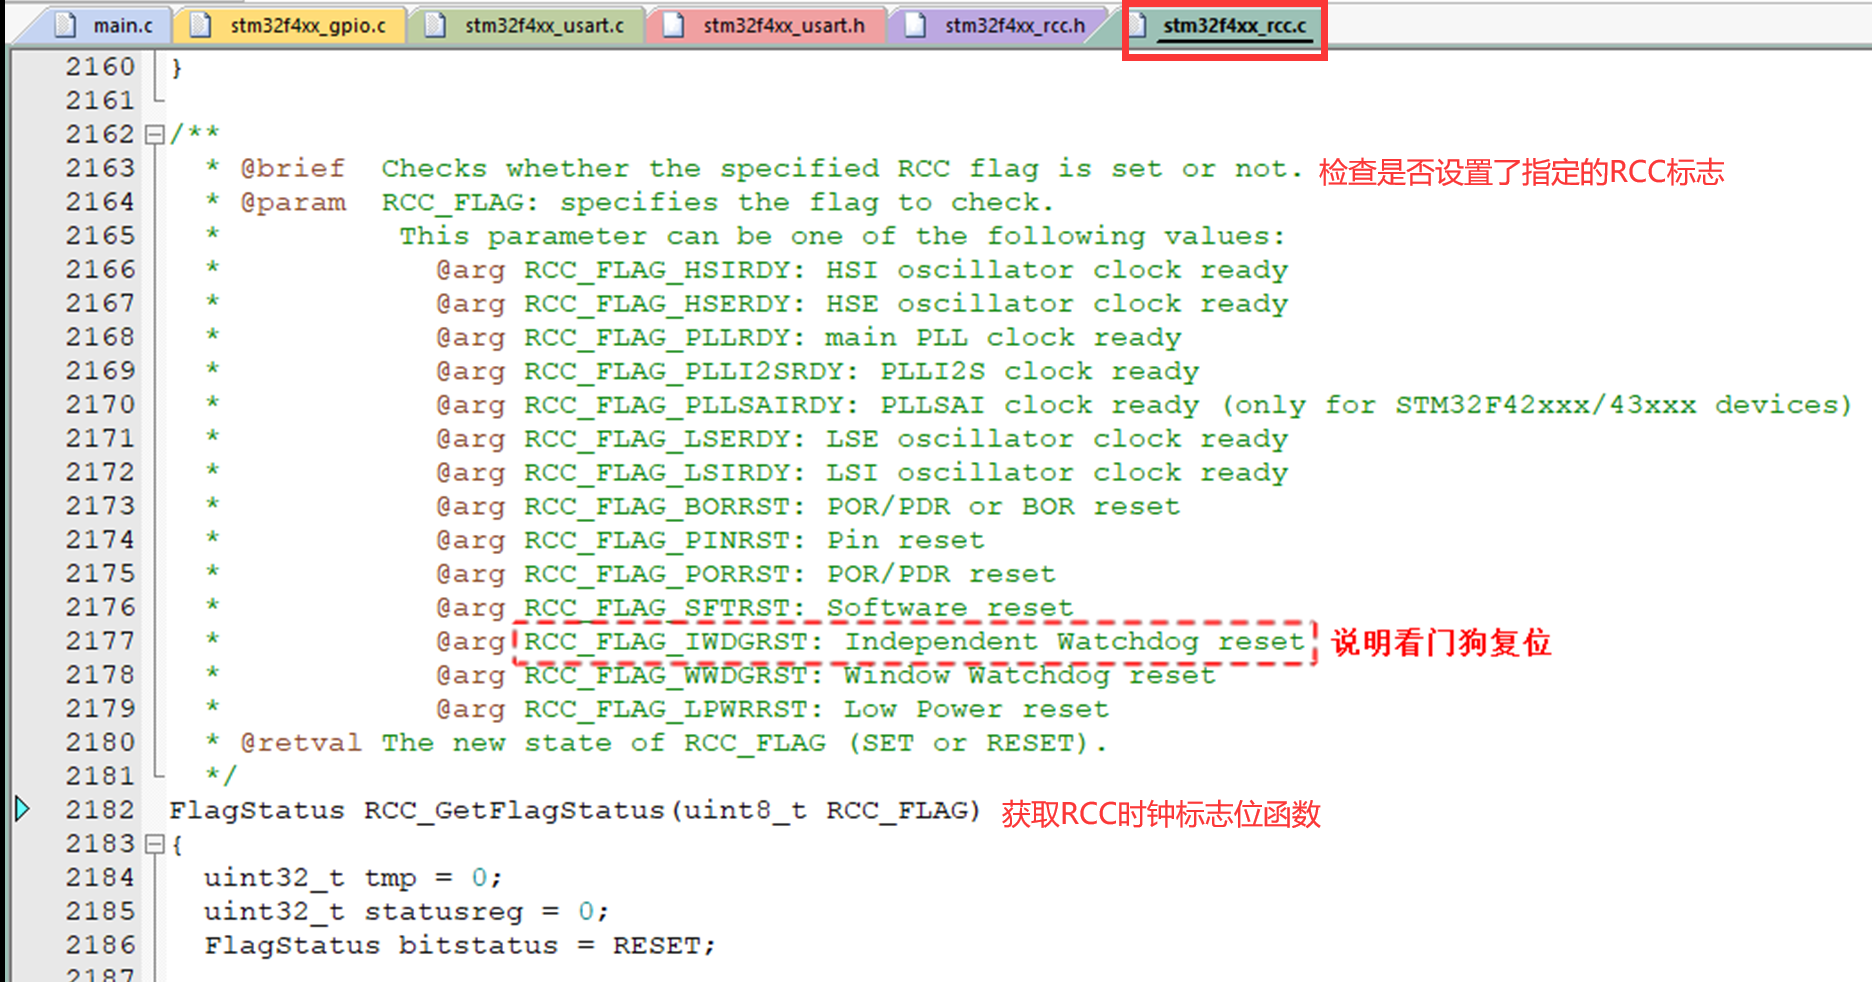 main.c stm32f4xx_gpio.c stm32f4xx_usart.c stm32f4xx_usart.h stm32f4xx_rcc.h stm32f4xx_rcc.c
2160 }
2161
2162 /**
2163 * @brief Checks whether the specified RCC flag is set or not. 检查是否设置了指定的RCC标志
2164 * @param RCC_FLAG: specifies the flag to check.
2165 * This parameter can be one of the following values:
2166 * @arg RCC_FLAG_HSIRDY: HSI oscillator clock ready
2167 * @arg RCC_FLAG_HSERDY: HSE oscillator clock ready
2168 * @arg RCC_FLAG_PLLRDY: main PLL clock ready
2169 * @arg RCC_FLAG_PLLI2SRDY: PLLI2S clock ready
2170 * @arg RCC_FLAG_PLLSAIRDY: PLLSAI clock ready (only for STM32F42xxx/43xxx devices)
2171 * @arg RCC_FLAG_LSERDY: LSE oscillator clock ready
2172 * @arg RCC_FLAG_LSIRDY: LSI oscillator clock ready
2173 * @arg RCC_FLAG_BORRST: POR/PDR or BOR reset
2174 * @arg RCC_FLAG_PINRST: Pin reset
2175 * @arg RCC_FLAG_PORRST: POR/PDR reset
2176 * @arg RCC_FLAG_SFTRST: Software reset
2177 * @arg RCC_FLAG_IWDGRST: Independent Watchdog reset 说明看门狗复位
2178 * @arg RCC_FLAG_WWDGRST: Window Watchdog reset
2179 * @arg RCC_FLAG_LPWRRST: Low Power reset
2180 * @retval The new state of RCC_FLAG (SET or RESET).
2181 */
2182 FlagStatus RCC_GetFlagStatus(uint8_t RCC_FLAG) 获取RCC时钟标志位函数
2183 {
2184 uint32_t tmp = 0;
2185 uint32_t statusreg = 0;
2186 FlagStatus bitstatus = RESET;
2187